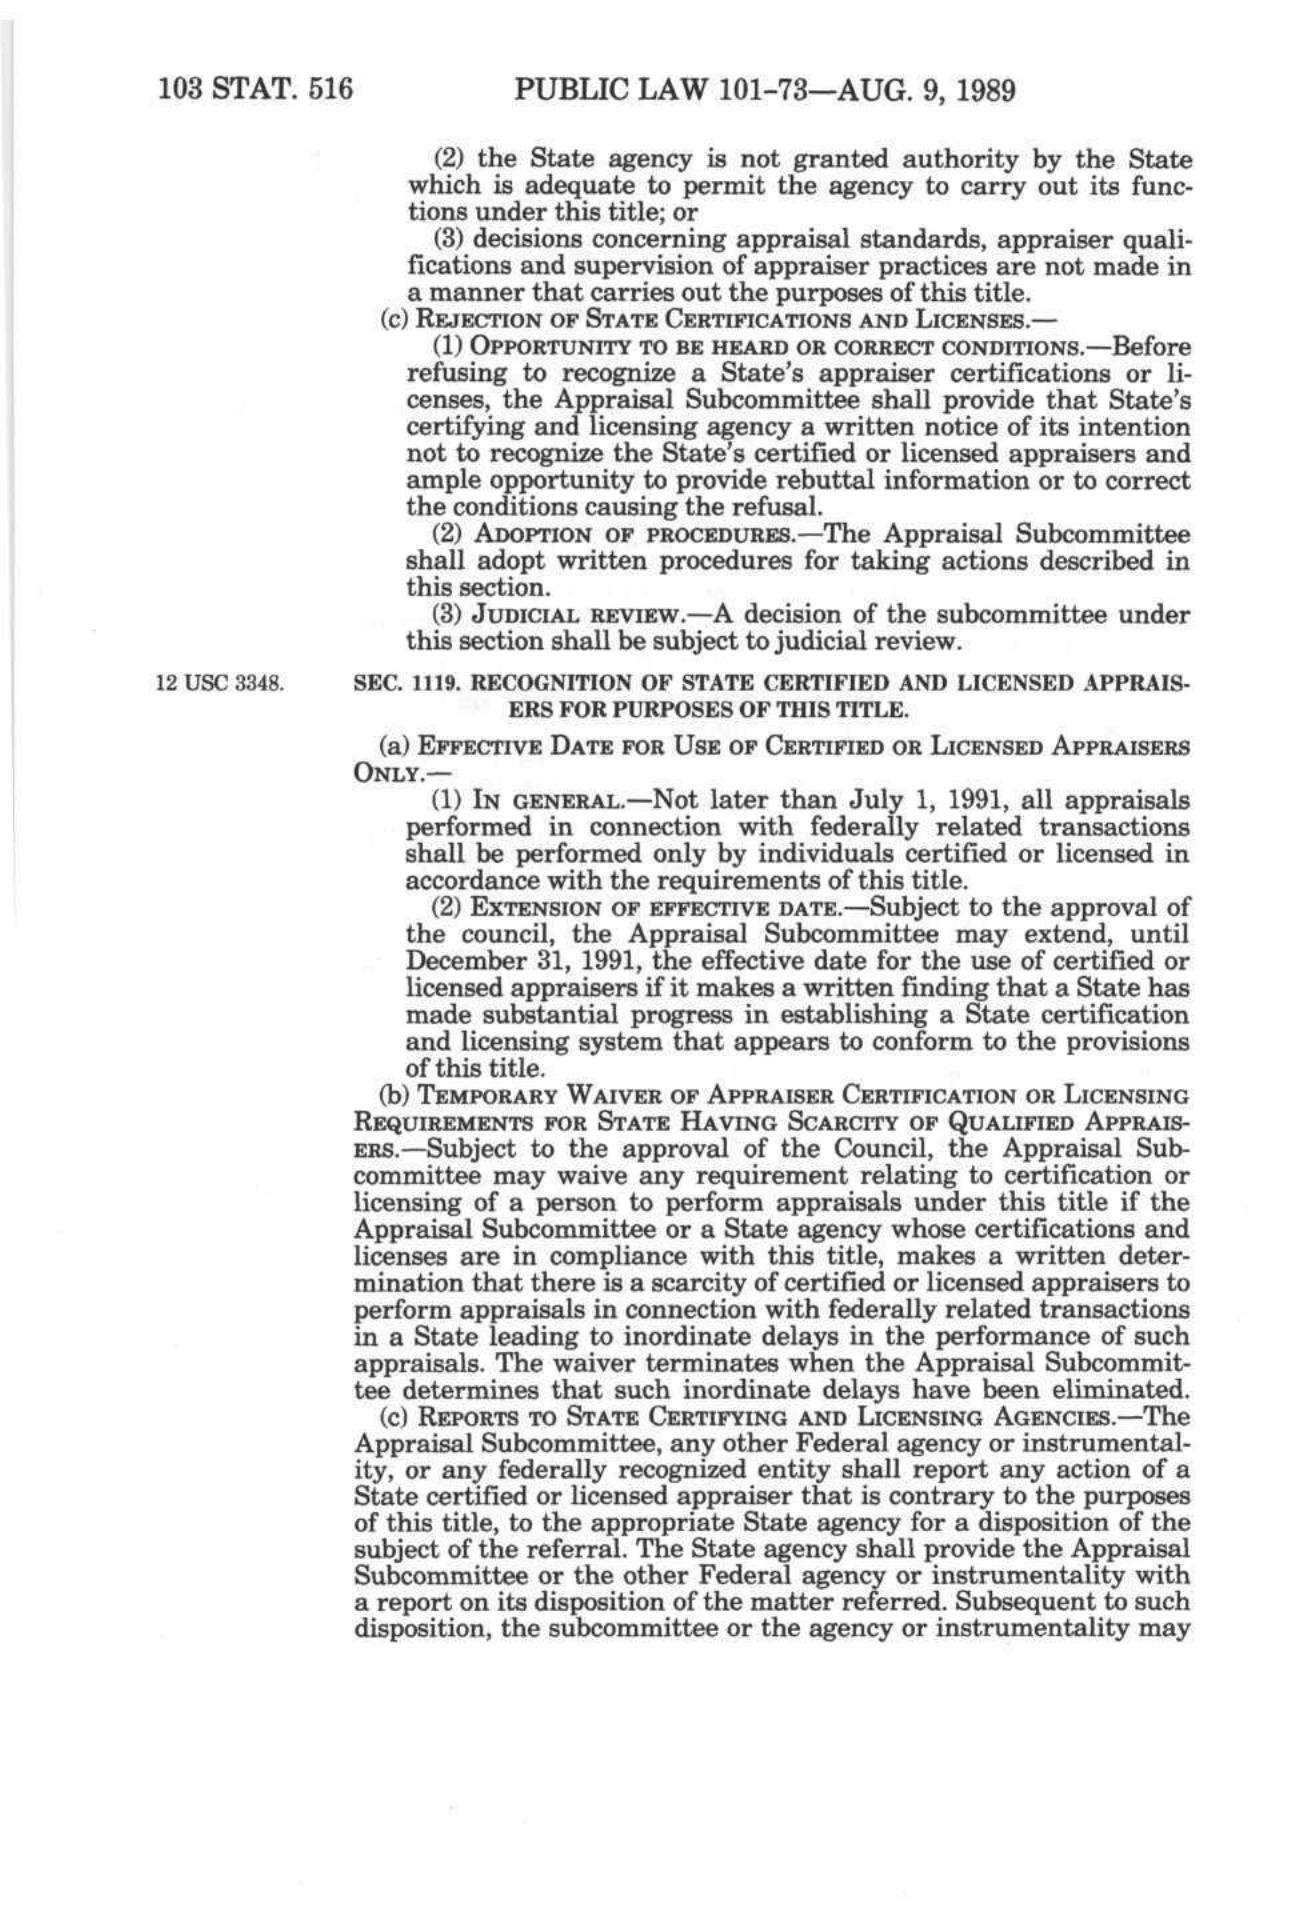 103 STAT. 516 PUBLIC LAW 101-73—AUG. 9, 1989
(2) the State agency is not granted authority by the State
which is adequate to permit the agency to carry out its func-
tions under this title; or
(3) decisions concerning appraisal standards, appraiser quali-
fications and supervision of appraiser practices are not made in
a manner that carries out the purposes of this title.
(c) REJECTION OF STATE CERTIFICATIONS AND LICENSES.—
(1) OPPORTUNITY TO BE HEARD OR CORRECT CONDITIONS.—Before
refusing to recognize a State's appraiser certifications or li-
censes, the Appraisal Subcommittee shall provide that State's
certifying and licensing agency a written notice of its intention
not to recognize the State's certified or licensed appraisers and
ample opportunity to provide rebuttal information or to correct
the conditions causing the refusal.
(2) ADOPTION OF PROCEDURES.—The Appraisal Subcommittee
shall adopt written procedures for taking actions described in
this section.
(3) JUDICIAL REVIEW.—A decision of the subcommittee under
this section shall be subject to judicial review.
12 USC 3348. SEC. 1119. RECOGNITION OF STATE CERTIFIED AND LICENSED APPRAIS-
ERS FOR PURPOSES OF THIS TITLE.
(a) EFFECTIVE DATE FOR USE OF CERTIFIED OR LICENSED APPRAISERS
ONLY.—
(1) IN GENERAL.—Not later than July 1, 1991, all appraisals
performed in connection with federally related transactions
shall be performed only by individuals certified or licensed in
accordance with the requirements of this title.
(2) EXTENSION OF EFFECTIVE DATE.—Subject to the approval of
the council, the Appraisal Subcommittee may extend, until
December 31, 1991, the effective date for the use of certified or
licensed appraisers if it makes a written finding that a State has
made substantial progress in establishing a State certification
and licensing system that appears to conform to the provisions
of this title.
(b) TEMPORARY WAIVER OF APPRAISER CERTIFICATION OR LICENSING
REQUIREMENTS FOR STATE HAVING SCARCITY OF QUALIFIED APPRAIS-
ERS.—Subject to the approval of the Council, the Appraisal Sub-
committee may waive any requirement relating to certification or
licensing of a person to perform appraisals under this title if the
Appraisal Subcommittee or a State agency whose certifications and
licenses are in compliance with this title, makes a written deter-
mination that there is a scarcity of certified or licensed appraisers to
perform appraisals in connection with federally related transactions
in a State leading to inordinate delays in the performance of such
appraisals. The waiver terminates when the Appraisal Subcommit-
tee determines that such inordinate delays have been eliminated.
(c) REPORTS TO STATE CERTIFYING AND LICENSING AGENCIES.—The
Appraisal Subcommittee, any other Federal agency or instrumental-
ity, or any federally recognized entity shall report any action of a
State certified or licensed appraiser that is contrary to the purposes
of this title, to the appropriate State agency for a disposition of the
subject of the referral. The State agency shall provide the Appraisal
Subcommittee or the other Federal agency or instrumentality with
a report on its disposition of the matter referred. Subsequent to such
disposition, the subcommittee or the agency or instrumentality may